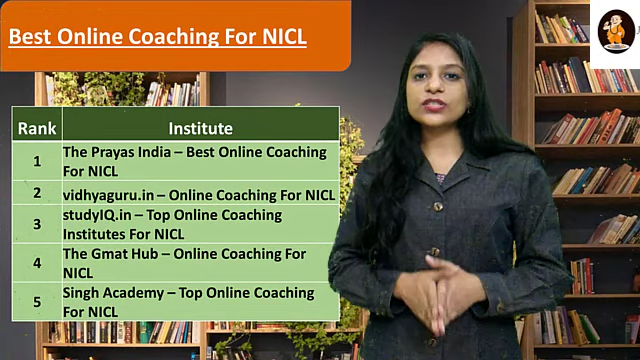 Best Online Coaching For NICL
Rank Institute
1 The Prayas India – Best Online Coaching
For NICL
2 vidhyaguru.in – Online Coaching For NICL
3 studyIQ.in – Top Online Coaching
Institutes For NICL
4 The Gmat Hub – Online Coaching For
NICL
5 Singh Academy – Top Online Coaching
For NICL